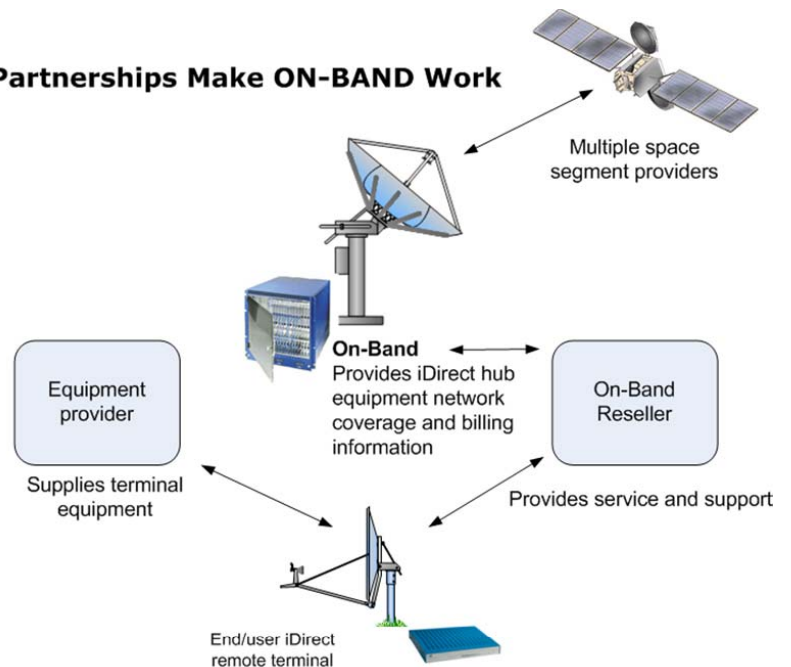 Partnerships Make ON-BAND Work
Multiple space
segment providers
On-Band
Provides iDirect hub
equipment network
coverage and billing
information
Equipment
provider
Supplies terminal
equipment
On-Band
Reseller
Provides service and support
End/user iDirect
remote terminal